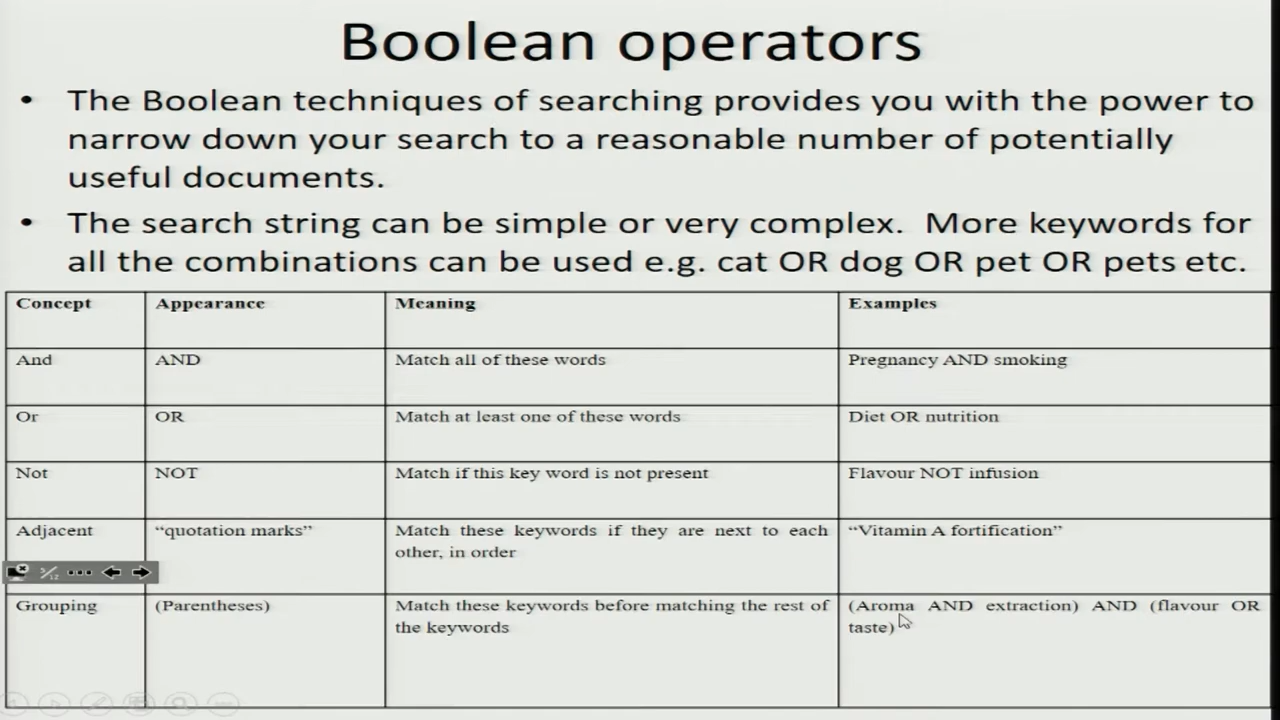 Boolean operators
• The Boolean techniques of searching provides you with the power to
narrow down your search to a reasonable number of potentially
useful documents.
• The search string can be simple or very complex. More keywords for
all the combinations can be used e.g. cat OR dog OR pet OR pets etc.
Concept Appearance Meaning Examples
And AND Match all of these words Pregnancy AND smoking
Or OR Match at least one of these words Diet OR nutrition
Not NOT Match if this key word is not present Flavour NOT infusion
Adjacent “quotation marks” Match these keywords if they are next to each “Vitamin A fortification”
other, in order
Grouping (Parentheses) Match these keywords before matching the rest of (Aroma AND extraction) AND (flavour OR
the keywords taste)